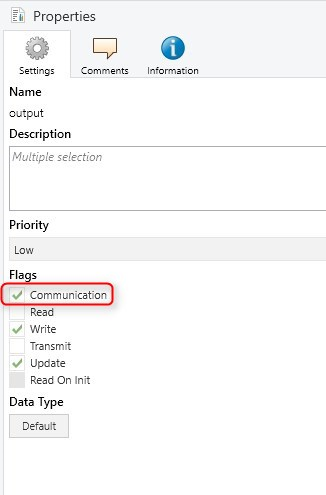 Properties
Settings
Comments
Information
Name
output
Description
Multiple selection
Priority
Low
Flags
Communication
Read
Write
Transmit
Update
Read On Init
Data Type
Default